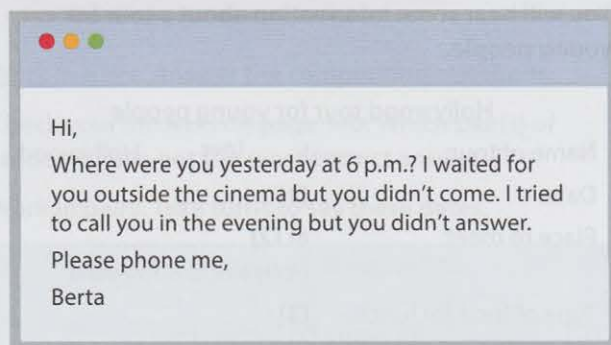 Hi,
Where were you yesterday at 6 p.m.? I waited for
you outside the cinema but you didn't come. I tried
to call you in the evening but you didn't answer.
Please phone me,
Berta